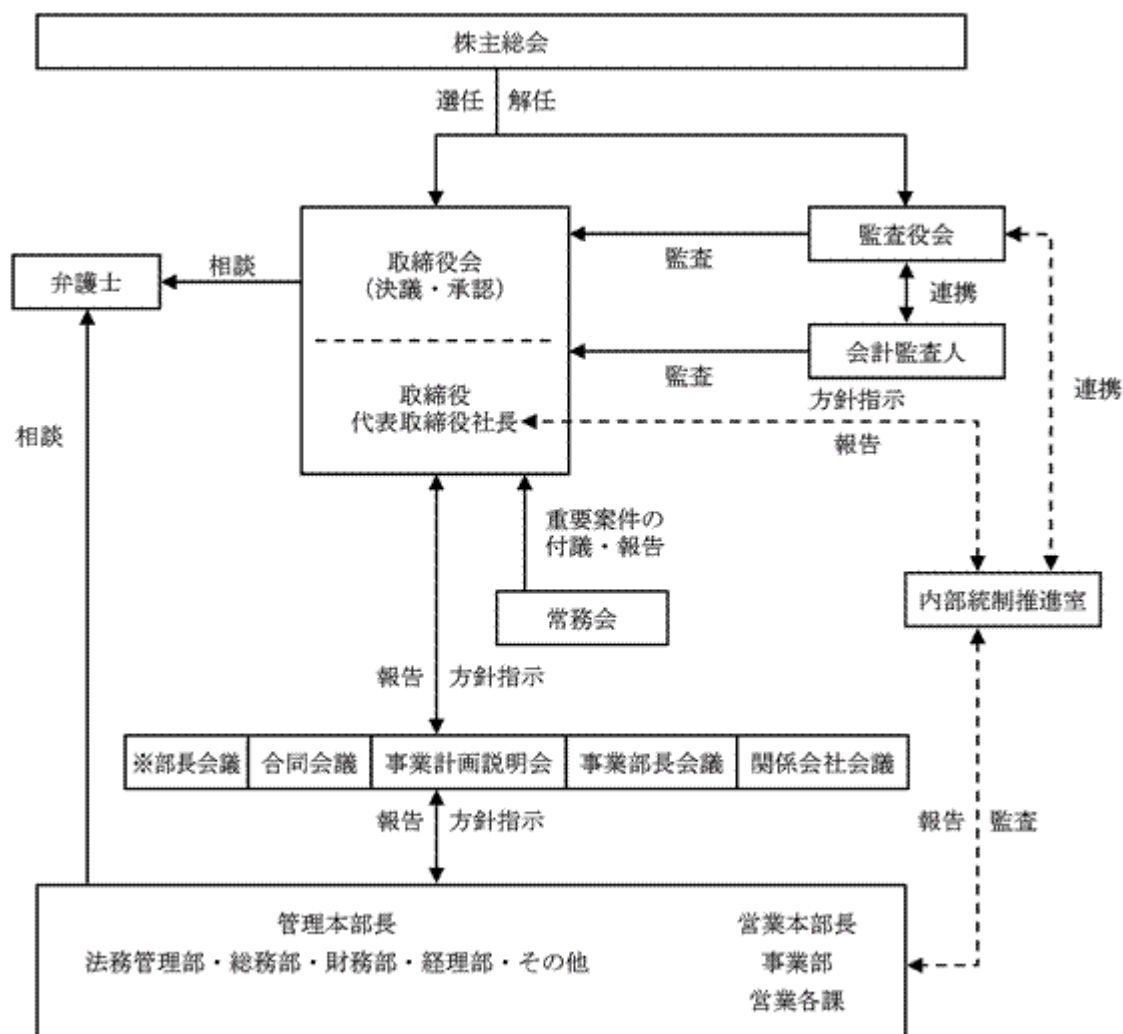 株主総会
選任 解任
監査役会
監査
取締役会
(決議・承認)
相談
弁護士
連携
会計監査人
監査
取締役
代表取締役社長
方針指示
報告
連携
相談
重要案件の
付議・報告
常務会
内部統制推進室
報告 方針指示
※部長会議 合同会議 事業計画説明会 事業部長会議 関係会社会議
報告 方針指示
報告 監査
管理本部長
法務管理部・総務部・財務部・経理部・その他
営業本部長
事業部
営業各課